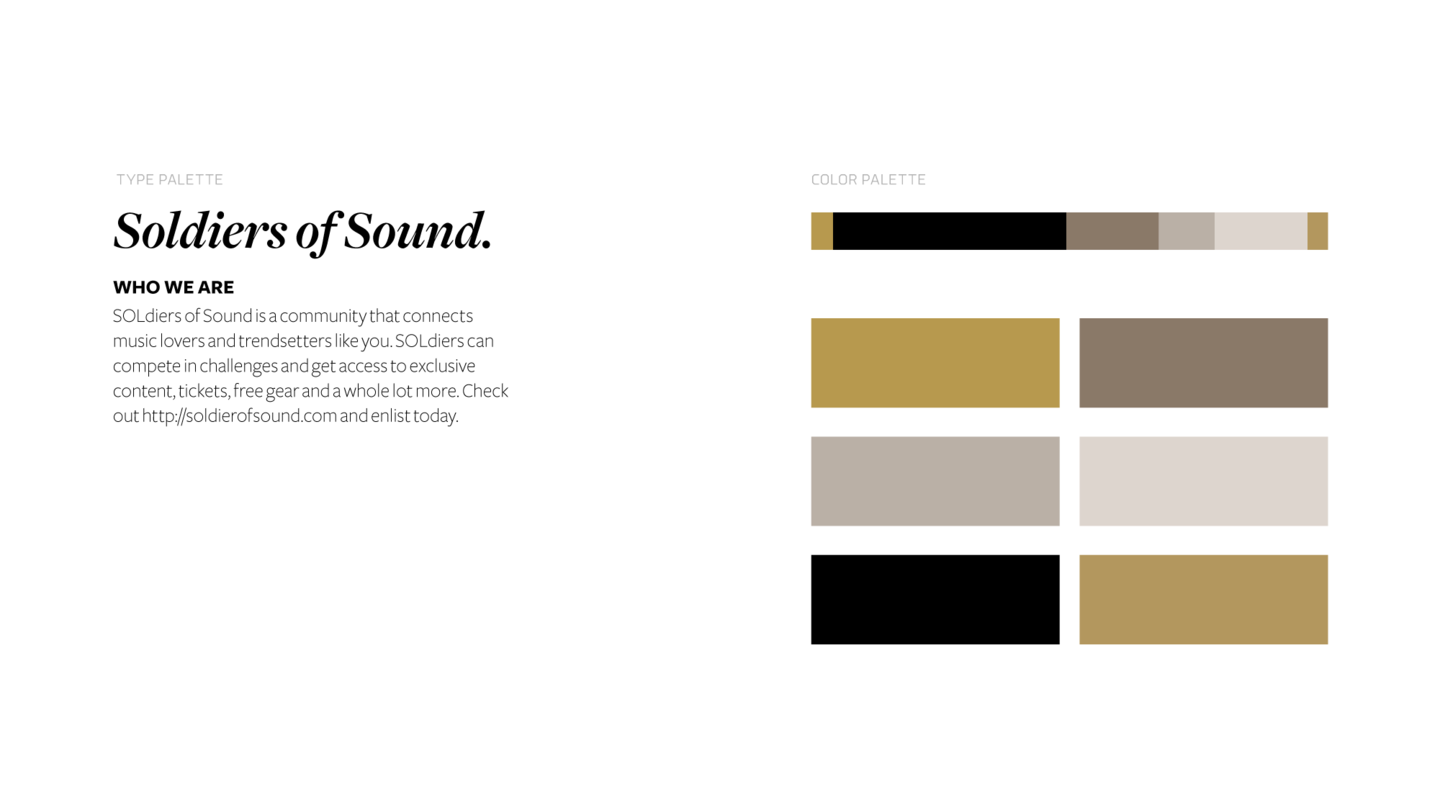 TYPE PALETTE
Soldiers of Sound.
WHO WE ARE
SOLdiers of Sound is a community that connects
music lovers and trendsetters like you. SOLdiers can
compete in challenges and get access to exclusive
content, tickets, free gear and a whole lot more. Check
out http://soldierofsound.com and enlist today.
COLOR PALETTE